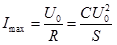 I_max = U_0/R = CU_0^2/S